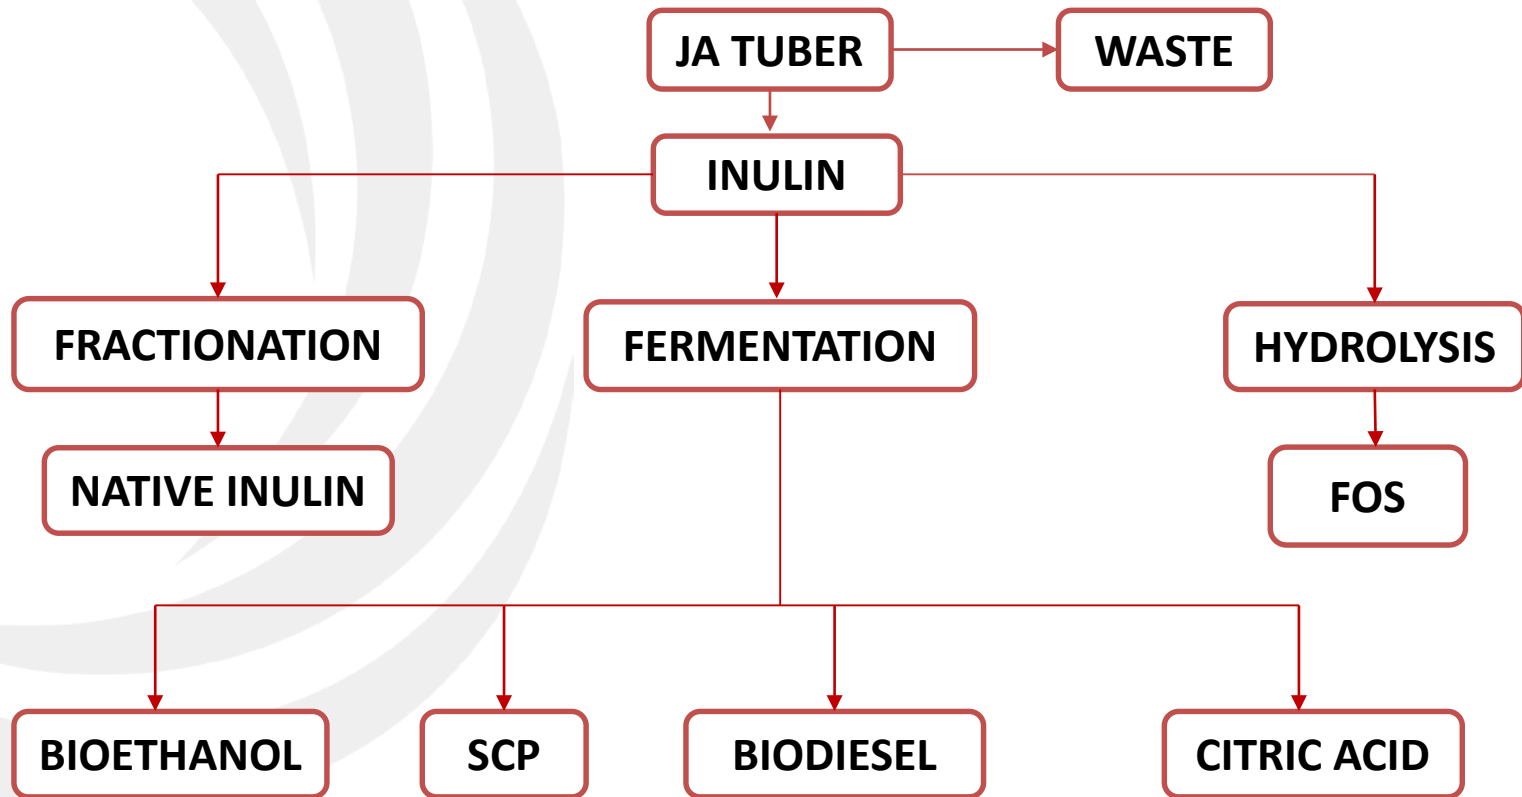 JA TUBER
WASTE
INULIN
FRACTIONATION
FERMENTATION
HYDROLYSIS
NATIVE INULIN
FOS
BIOETHANOL
SCP
BIODIESEL
CITRIC ACID